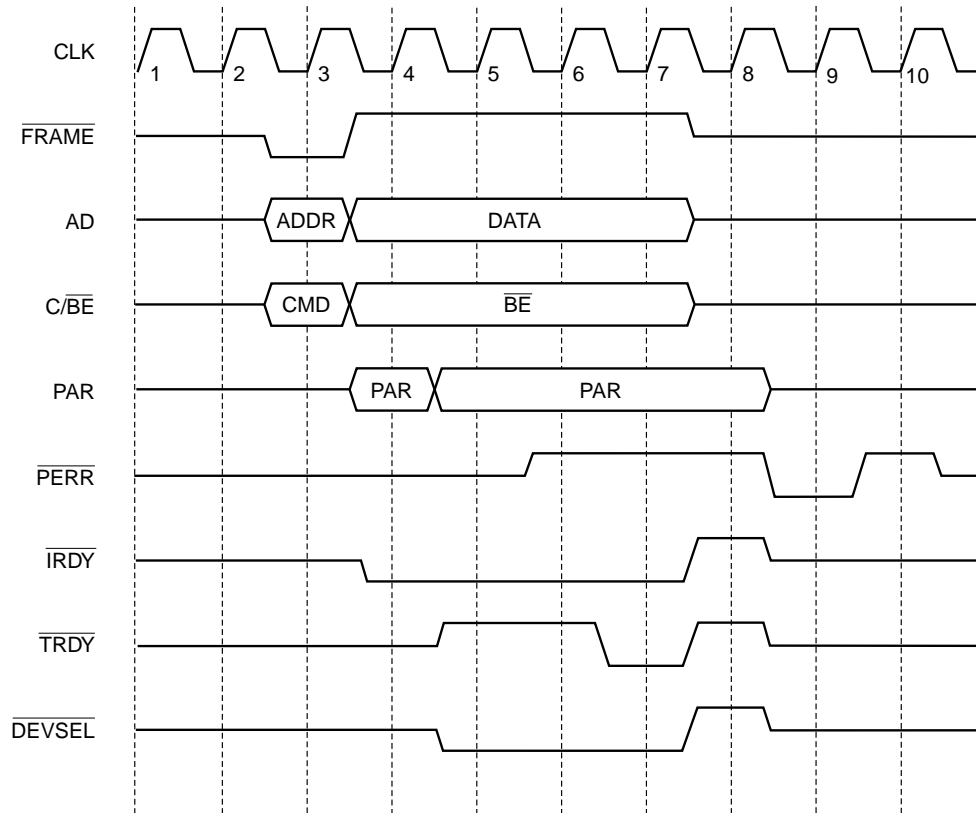 CLK 1 2 3 4 5 6 7 8 9 10
FRAME
AD ADDR DATA
C/BE CMD BE
PAR PAR PAR
PERR
IRDY
TRDY
DEVSEL